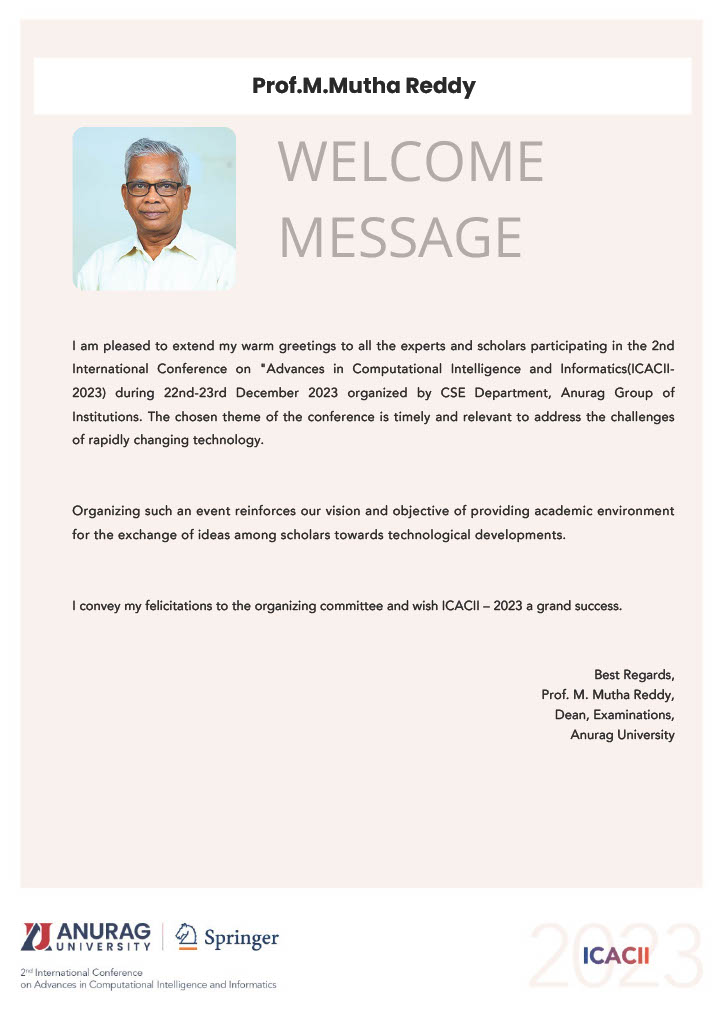 Prof.M.Mutha Reddy
WELCOME
MESSAGE
I am pleased to extend my warm greetings to all the experts and scholars participating in the 2nd
International Conference on "Advances in Computational Intelligence and Informatics(ICACII-
2023) during 22nd-23rd December 2023 organized by CSE Department, Anurag Group of
Institutions. The chosen theme of the conference is timely and relevant to address the challenges
of rapidly changing technology.
Organizing such an event reinforces our vision and objective of providing academic environment
for the exchange of ideas among scholars towards technological developments.
I convey my felicitations to the organizing committee and wish ICACII – 2023 a grand success.
Best Regards,
Prof. M. Mutha Reddy,
Dean, Examinations,
Anurag University
ANURAG
UNIVERSITY
Springer
2nd International Conference
on Advances in Computational Intelligence and Informatics
2023
ICACII